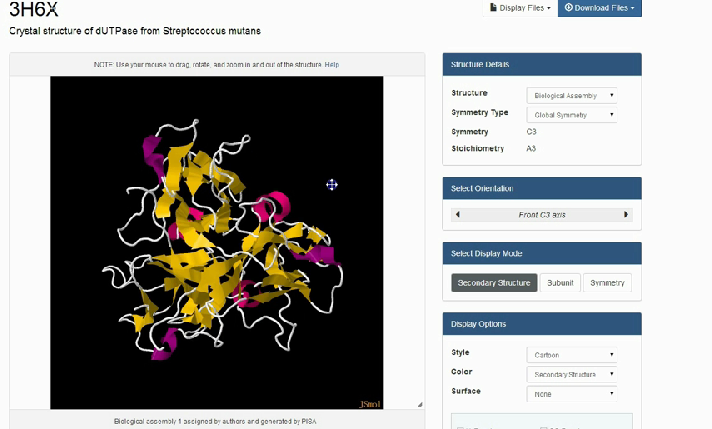 3H6X
Display Files
Download Files
Crystal structure of dUTPase from Streptococcus mutans
NOTE: Use your mouse to drag, rotate, and zoom in and out of the structure. Help
JSmol
Biological assembly 1 assigned by authors and generated by PISA
Structure Details
Structure Biological Assembly
Symmetry Type Global Symmetry
Symmetry C3
Stoichiometry A3
Select Orientation
Front C3 axis
Select Display Mode
Secondary Structure Subunit Symmetry
Display Options
Style Cartoon
Color Secondary Structure
Surface None